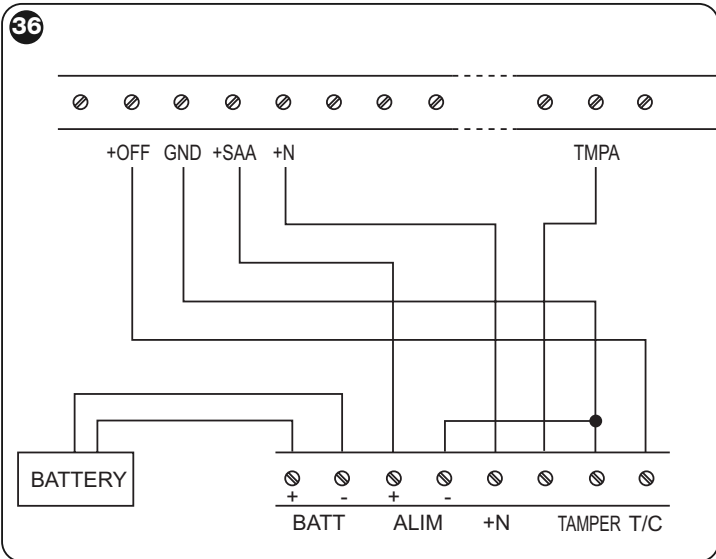 36
+OFF GND +SAA +N TMPA
BATTERY
+ - + -
BATT ALIM +N TAMPER T/C